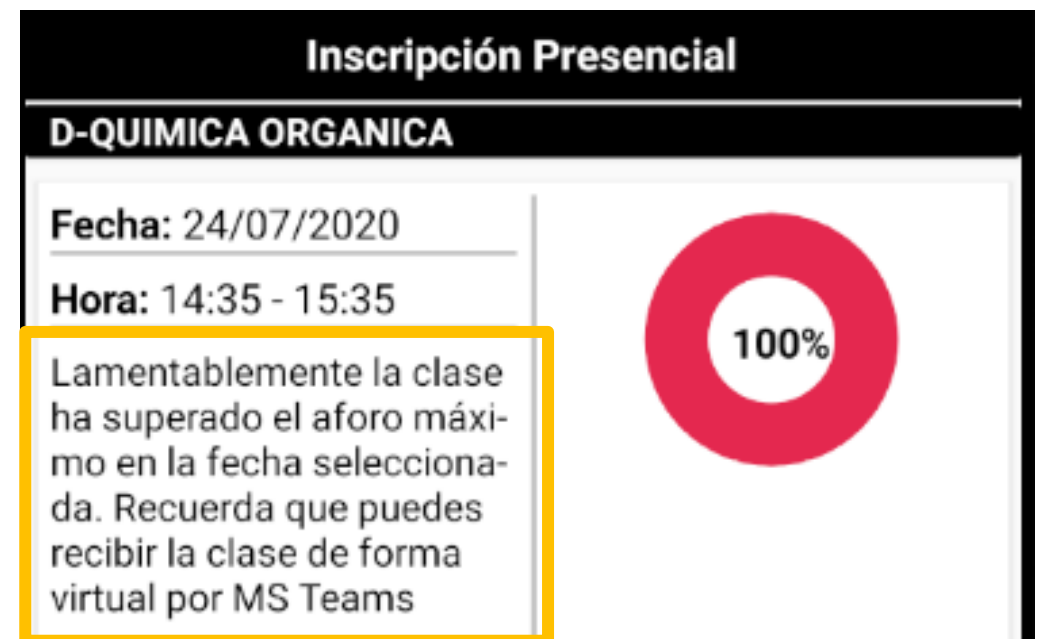 Inscripción Presencial
D-QUIMICA ORGANICA
Fecha: 24/07/2020
Hora: 14:35 - 15:35
100%
Lamentablemente la clase
ha superado el aforo máxi-
mo en la fecha selecciona-
da. Recuerda que puedes
recibir la clase de forma
virtual por MS Teams